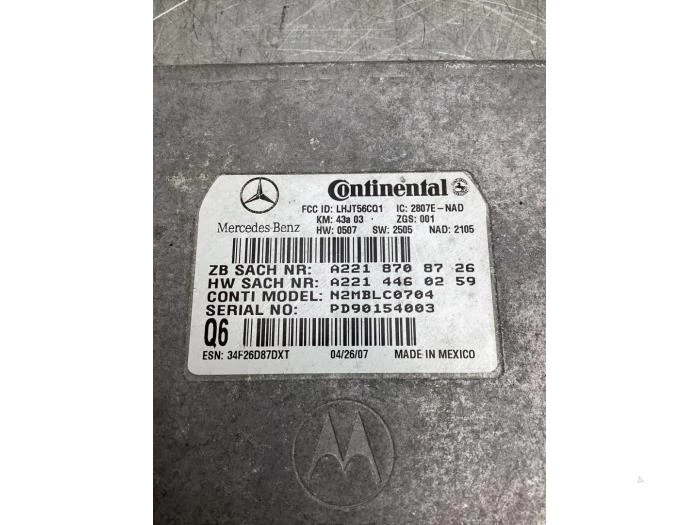 Continental
Mercedes-Benz
FCC ID: LHJT56CQ1 IC: 2807E-NAD
KM: 43a 03 ZGS: 001
HW: 0507 SW: 2505 NAD: 2105
ZB SACH NR: A221 870 87 26
HW SACH NR: A221 446 02 59
CONTI MODEL: N2MBLC0704
SERIAL NO: PD90154003
Q6
ESN: 34F26D87DXT 04/26/07 MADE IN MEXICO